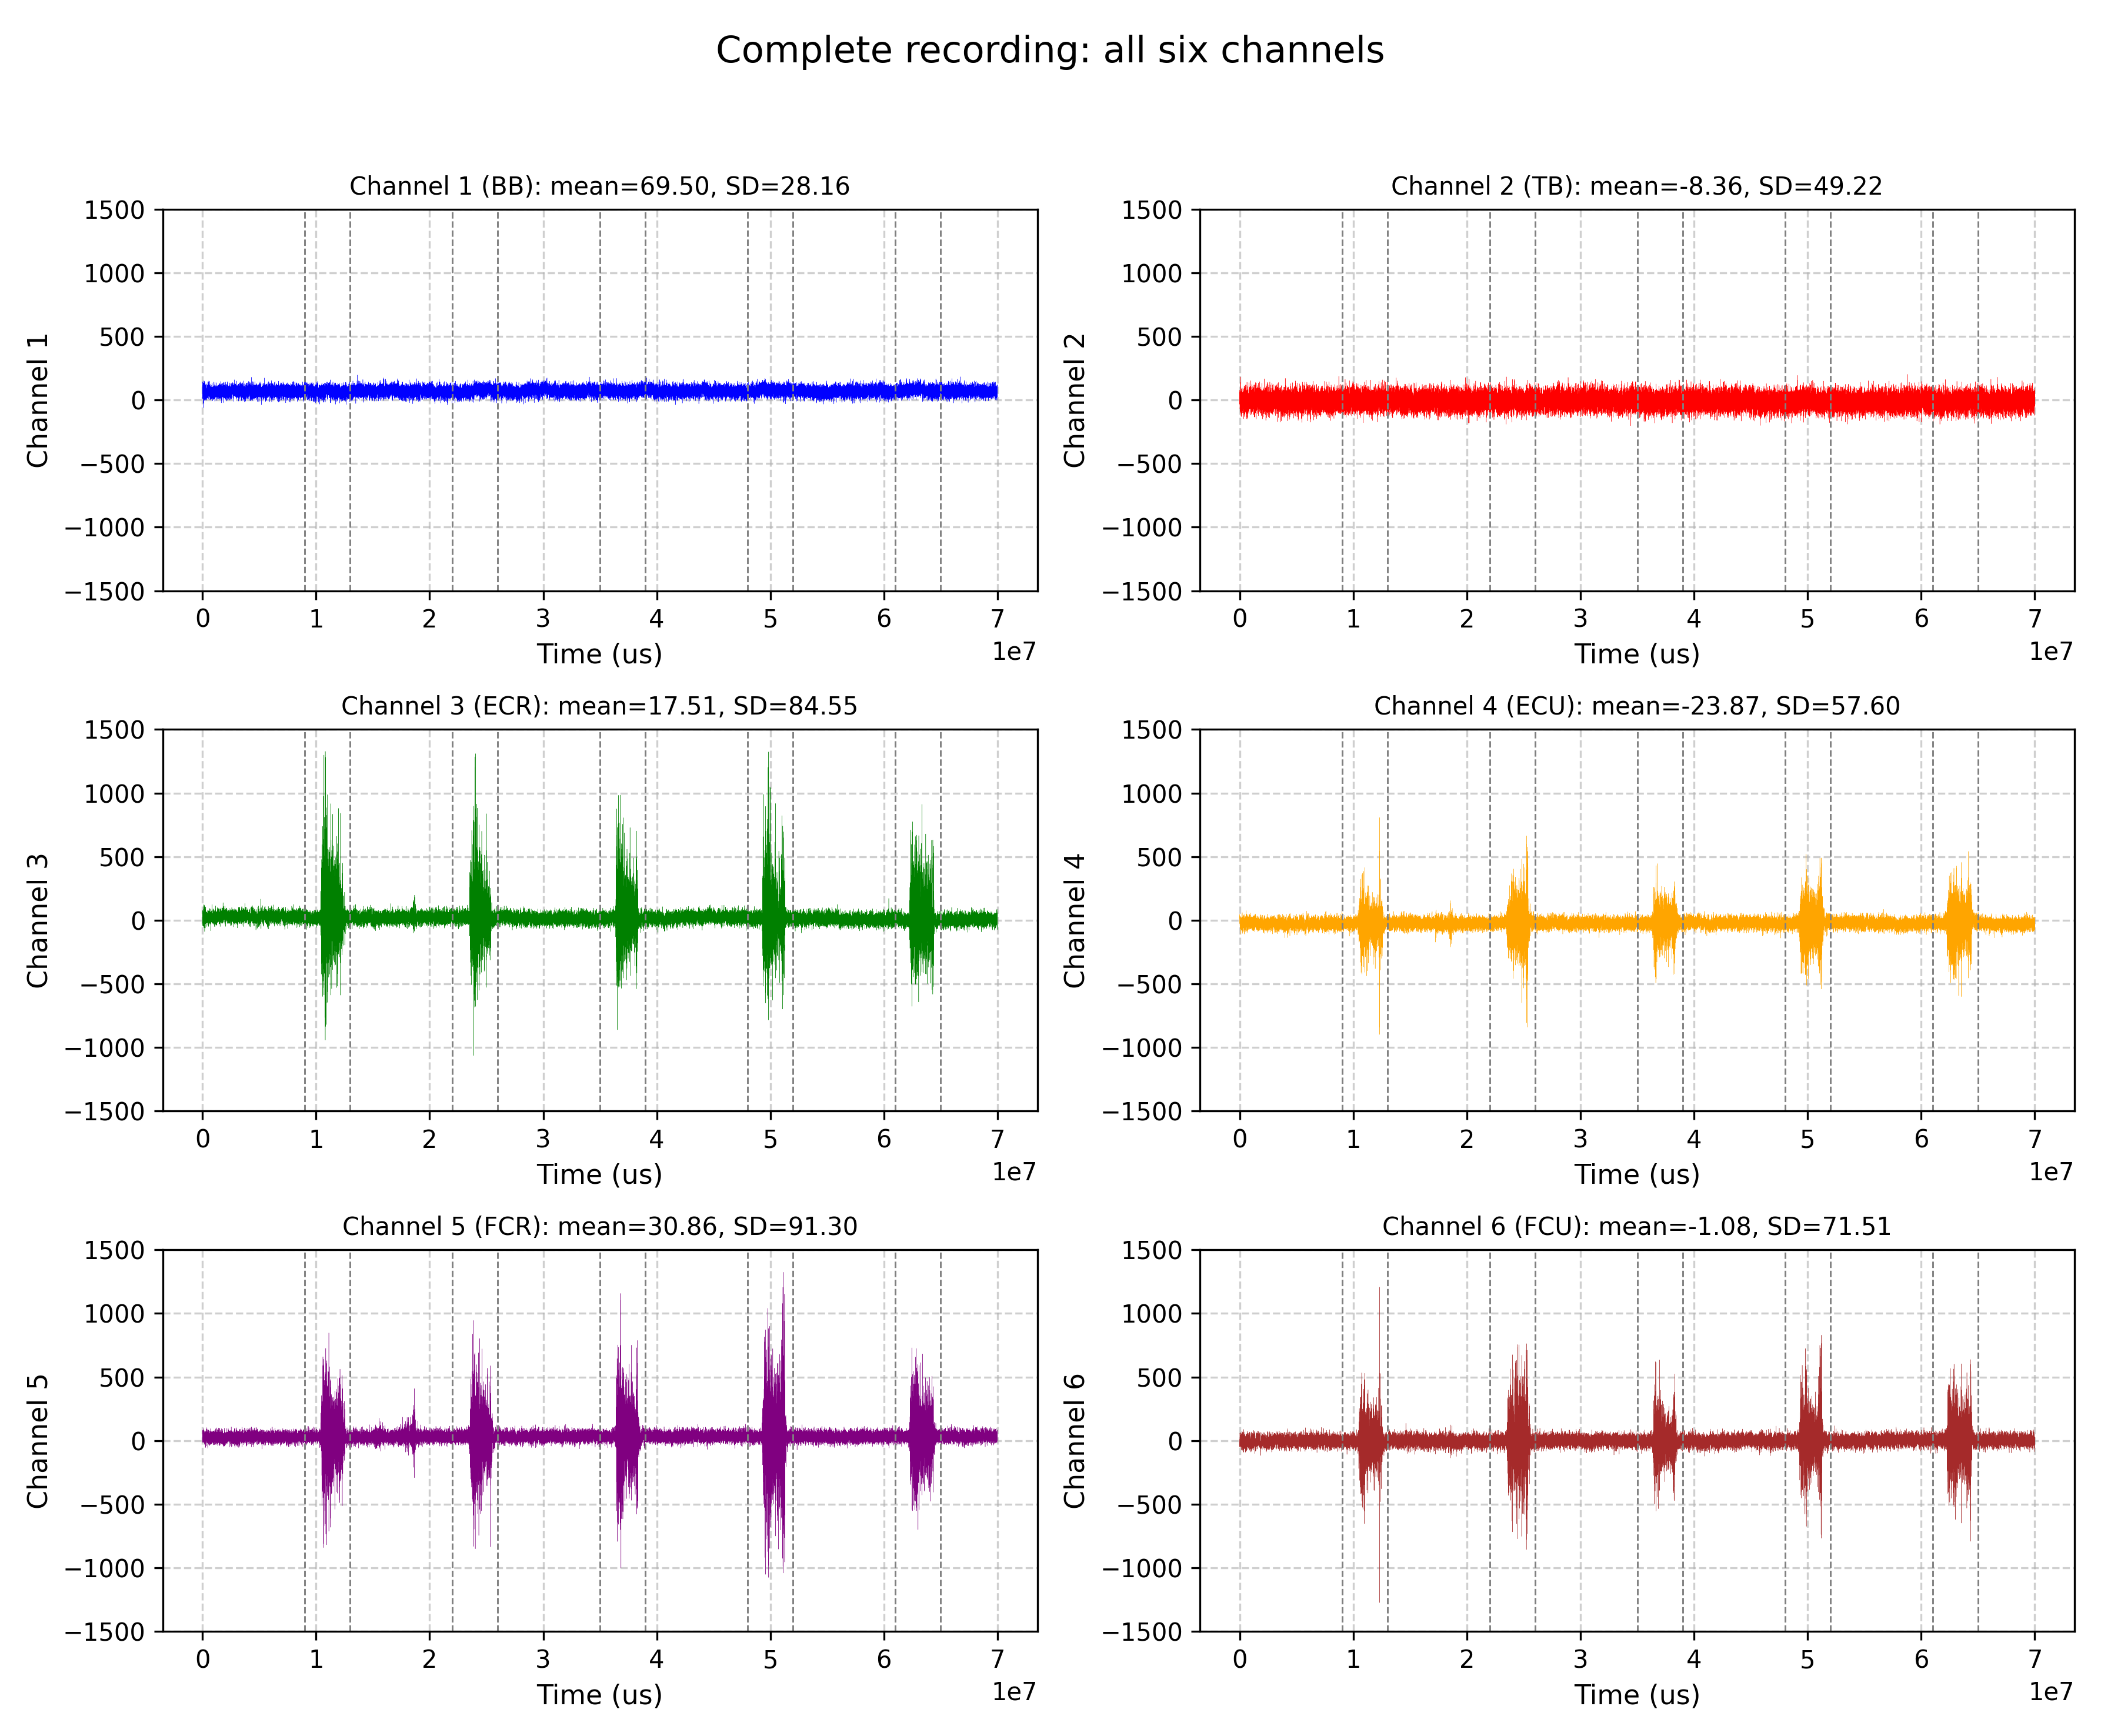 Complete recording: all six channels
Channel 1 (BB): mean=69.50, SD=28.16
1500
1000
500
0
−500
−1000
−1500
Channel 1
0 1 2 3 4 5 6 7
Time (us)
1e7
Channel 2 (TB): mean=-8.36, SD=49.22
1500
1000
500
0
−500
−1000
−1500
Channel 2
0 1 2 3 4 5 6 7
Time (us)
1e7
Channel 3 (ECR): mean=17.51, SD=84.55
1500
1000
500
0
−500
−1000
−1500
Channel 3
0 1 2 3 4 5 6 7
Time (us)
1e7
Channel 4 (ECU): mean=-23.87, SD=57.60
1500
1000
500
0
−500
−1000
−1500
Channel 4
0 1 2 3 4 5 6 7
Time (us)
1e7
Channel 5 (FCR): mean=30.86, SD=91.30
1500
1000
500
0
−500
−1000
−1500
Channel 5
0 1 2 3 4 5 6 7
Time (us)
1e7
Channel 6 (FCU): mean=-1.08, SD=71.51
1500
1000
500
0
−500
−1000
−1500
Channel 6
0 1 2 3 4 5 6 7
Time (us)
1e7